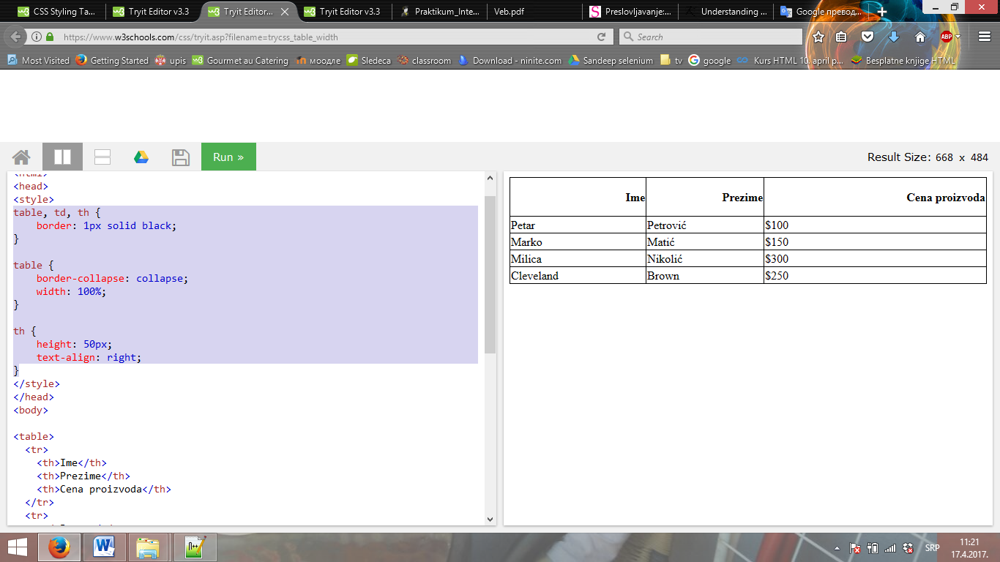 CSS Styling Ta... Tryit Editor v3.3 Tryit Editor... Tryit Editor v3.3 Praktikum_Inte... Veb.pdf Preslovljavanje:... Understanding ... Google превод...
https://www.w3schools.com/css/tryit.asp?filename=trycss_table_width Search ABP
Most Visited Getting Started upis Gourmet au Catering моодле Sledeca classroom Download - ninite.com Sandeep selenium tv google Kurs HTML 10. april p... Besplatne knjige HTML
Run » Result Size: 668 x 484
<head>
<style>
table, td, th {
    border: 1px solid black;
}
table {
    border-collapse: collapse;
    width: 100%;
}
th {
    height: 50px;
    text-align: right;
}
</style>
</head>
<body>
<table>
  <tr>
    <th>Ime</th>
    <th>Prezime</th>
    <th>Cena proizvoda</th>
  </tr>
  <tr>
Ime Prezime Cena proizvoda
Petar Petrović $100
Marko Matić $150
Milica Nikolić $300
Cleveland Brown $250
SRP 11:21
17.4.2017.